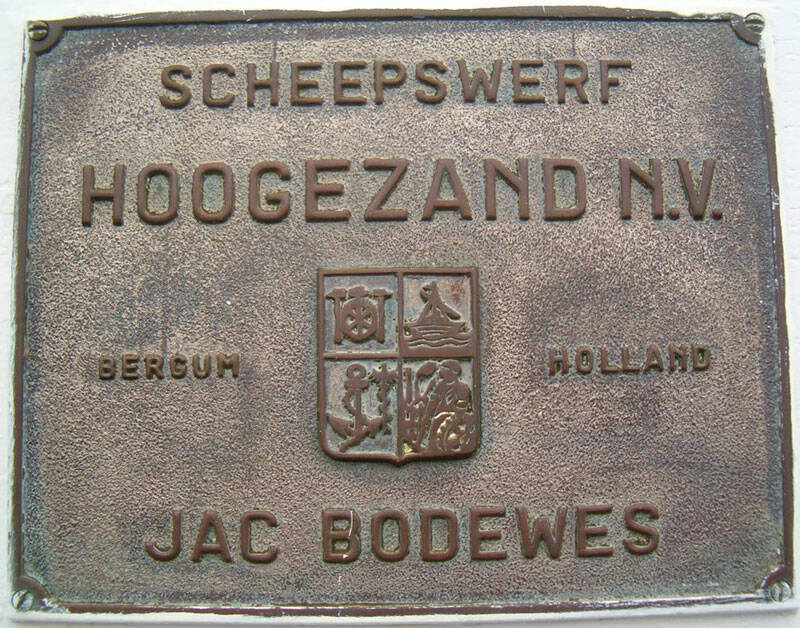 SCHEEPSWERF
HOOGEZAND N.V.
BERGUM HOLLAND
JAC BODEWES